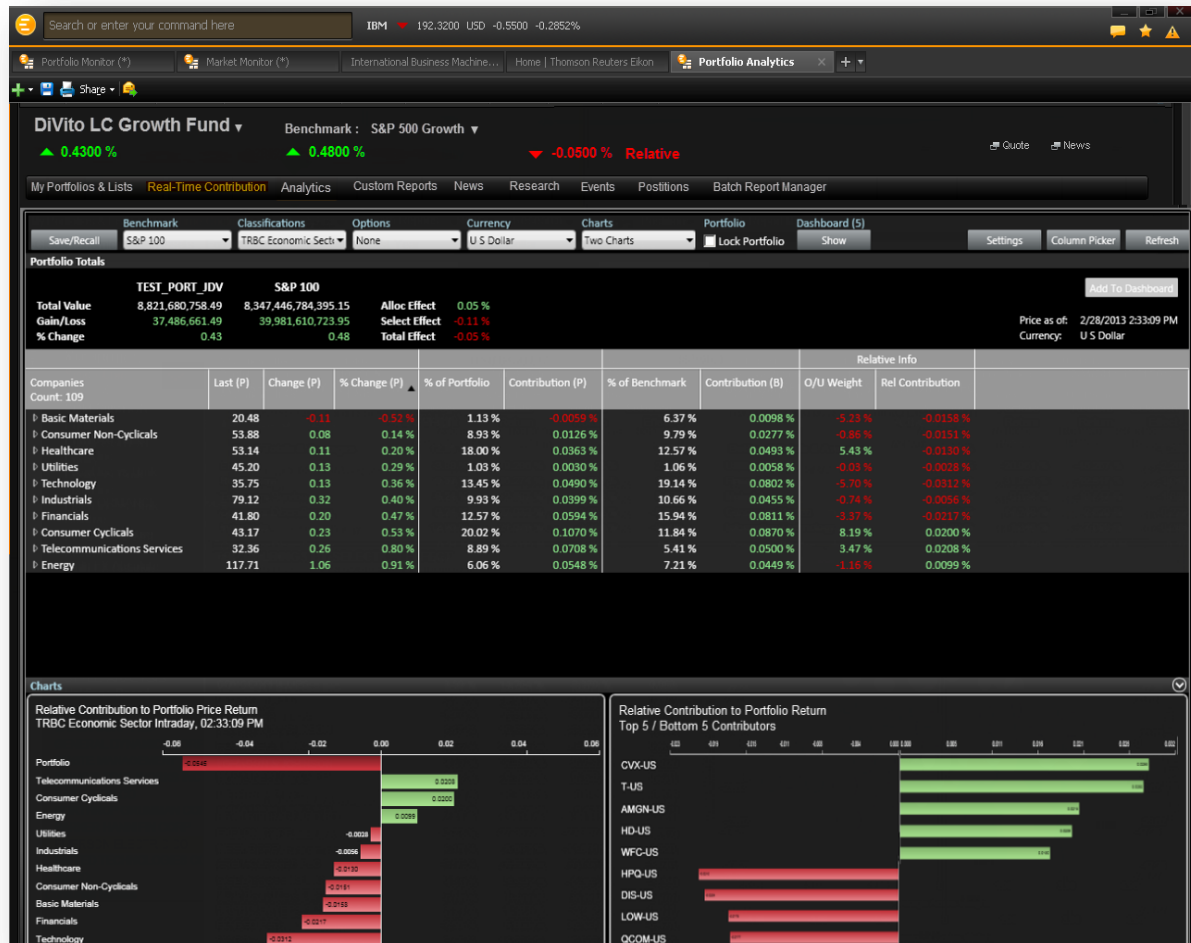 Search or enter your command here IBM 192.3200 USD -0.5500 -0.2852%
Portfolio Monitor (*) Market Monitor (*) International Business Machine... Home | Thomson Reuters Eikon Portfolio Analytics
Share
DiVito LC Growth Fund Benchmark : S&P 500 Growth
0.4300 % 0.4800 % -0.0500 % Relative Quote News
My Portfolios & Lists Real-Time Contribution Analytics Custom Reports News Research Events Postitions Batch Report Manager
Benchmark Classifications Options Currency Charts Portfolio Dashboard (5)
Save/Recall S&P 100 TRBC Economic Sect None U S Dollar Two Charts Lock Portfolio Show Settings Column Picker Refresh
Portfolio Totals
TEST_PORT_JDV S&P 100 Add To Dashboard
Total Value 8,821,680,758.49 8,347,446,784,395.15 Alloc Effect 0.05 %
Gain/Loss 37,486,661.49 39,981,610,723.95 Select Effect -0.11 % Price as of: 2/28/2013 2:33:09 PM
% Change 0.43 0.48 Total Effect -0.05 % Currency: U S Dollar
Relative Info
Companies Last (P) Change (P) % Change (P) % of Portfolio Contribution (P) % of Benchmark Contribution (B) O/U Weight Rel Contribution
Count: 109
Basic Materials 20.48 -0.11 -0.52 % 1.13 % -0.0059 % 6.37 % 0.0098 % -5.23 % -0.0158 %
Consumer Non-Cyclicals 53.88 0.08 0.14 % 8.93 % 0.0126 % 9.79 % 0.0277 % -0.86 % -0.0151 %
Healthcare 53.14 0.11 0.20 % 18.00 % 0.0363 % 12.57 % 0.0493 % 5.43 % -0.0130 %
Utilities 45.20 0.13 0.29 % 1.03 % 0.0030 % 1.06 % 0.0058 % -0.03 % -0.0028 %
Technology 35.75 0.13 0.36 % 13.45 % 0.0490 % 19.14 % 0.0802 % -5.70 % -0.0312 %
Industrials 79.12 0.32 0.40 % 9.93 % 0.0399 % 10.66 % 0.0455 % -0.74 % -0.0056 %
Financials 41.80 0.20 0.47 % 12.57 % 0.0594 % 15.94 % 0.0811 % -3.37 % -0.0217 %
Consumer Cyclicals 43.17 0.23 0.53 % 20.02 % 0.1070 % 11.84 % 0.0870 % 8.19 % 0.0200 %
Telecommunications Services 32.36 0.26 0.80 % 8.89 % 0.0708 % 5.41 % 0.0500 % 3.47 % 0.0208 %
Energy 117.71 1.06 0.91 % 6.06 % 0.0548 % 7.21 % 0.0449 % -1.16 % 0.0099 %
Charts
Relative Contribution to Portfolio Price Return
TRBC Economic Sector Intraday, 02:33:09 PM
-0.06 -0.04 -0.02 0.00 0.02 0.04 0.06
Portfolio -0.0548
Telecommunications Services 0.0208
Consumer Cyclicals 0.0200
Energy 0.0099
Utilities -0.0028
Industrials -0.0056
Healthcare -0.0130
Consumer Non-Cyclicals -0.0151
Basic Materials -0.0158
Financials -0.0217
Technology -0.0312
Relative Contribution to Portfolio Return
Top 5 / Bottom 5 Contributors
CVX-US
T-US
AMGN-US
HD-US
WFC-US
HPQ-US
DIS-US
LOW-US
QCOM-US